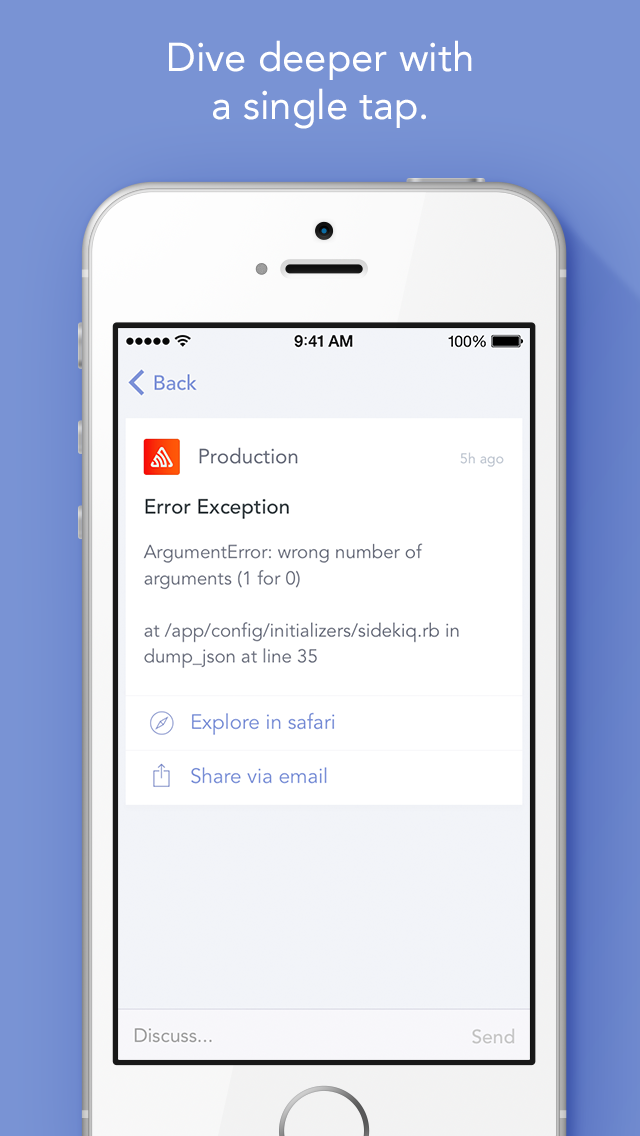 Dive deeper with
a single tap.
9:41 AM
100%
Back
Production
5h ago
Error Exception
ArgumentError: wrong number of
arguments (1 for 0)
at /app/config/initializers/sidekiq.rb in
dump_json at line 35
Explore in safari
Share via email
Discuss...
Send